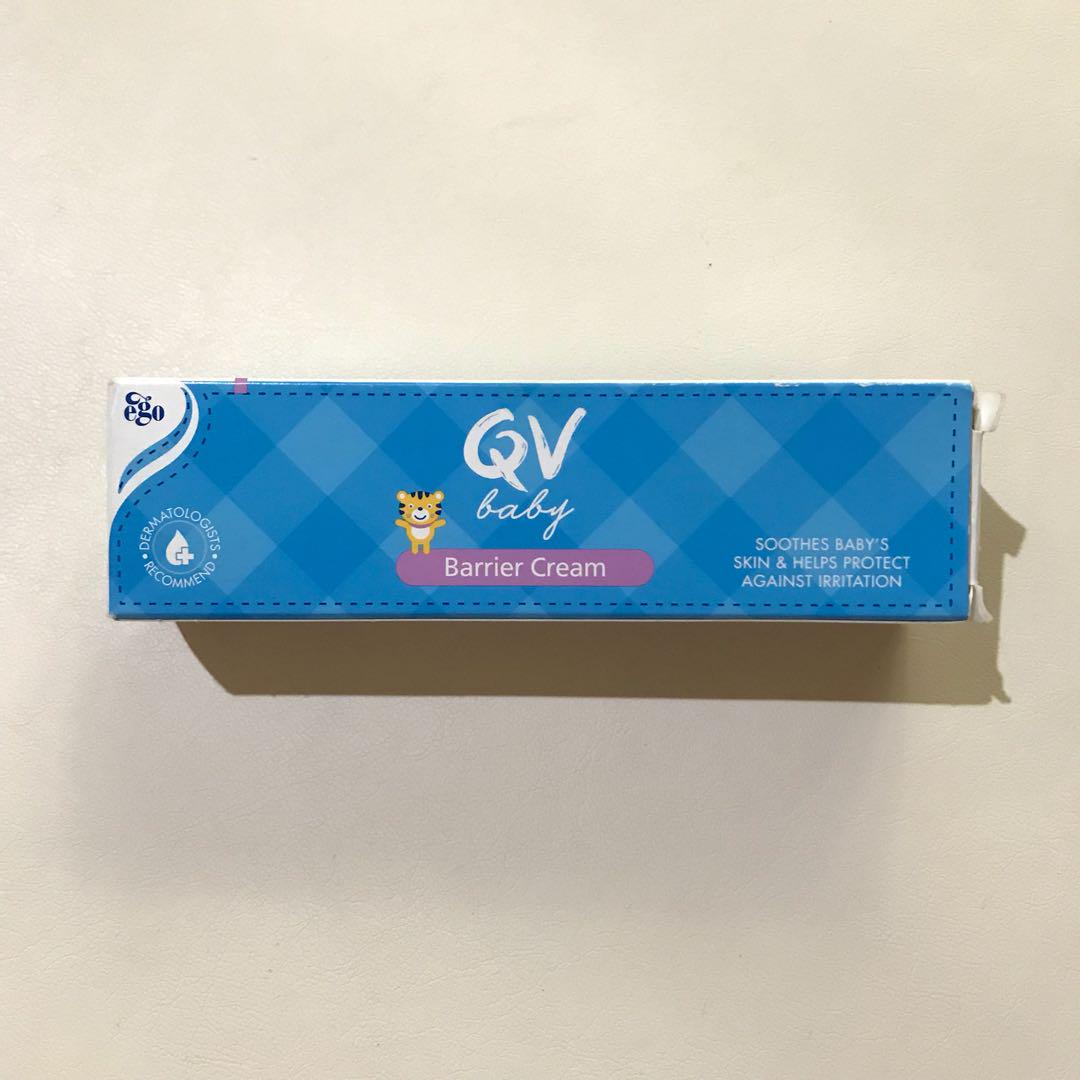 ego
DERMATOLOGISTS
RECOMMEND
QV
baby
Barrier Cream
SOOTHES BABY'S
SKIN & HELPS PROTECT
AGAINST IRRITATION